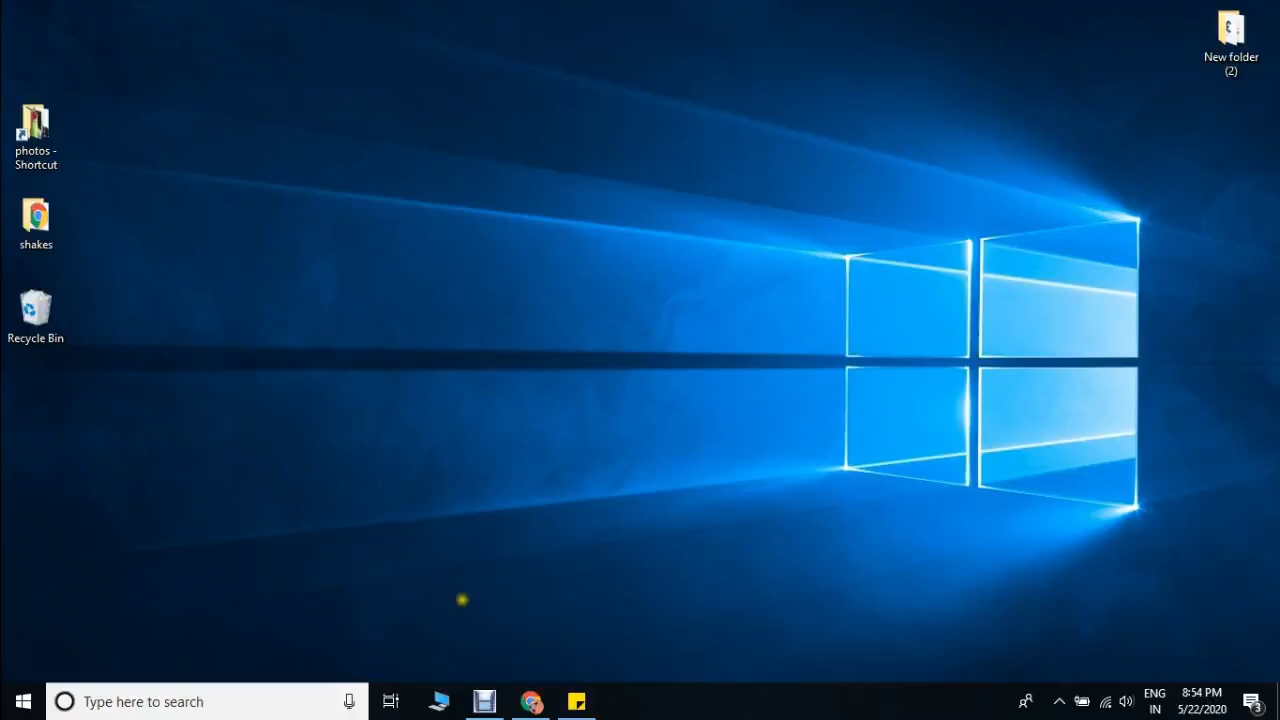 New folder
(2)
photos -
Shortcut
shakes
Recycle Bin
Type here to search
ENG
IN
8:54 PM
5/22/2020
3